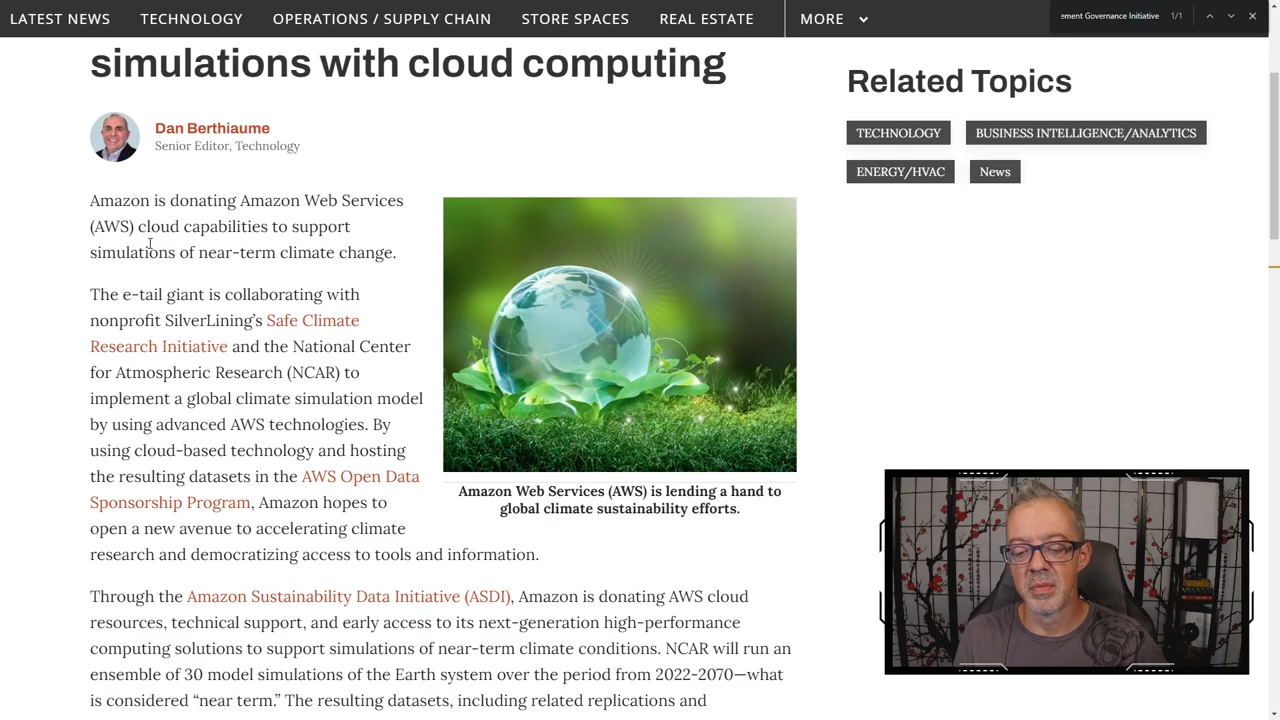 LATEST NEWS TECHNOLOGY OPERATIONS / SUPPLY CHAIN STORE SPACES REAL ESTATE MORE
ement Governance Initiative 1/1
simulations with cloud computing
Dan Berthiaume
Senior Editor, Technology
Amazon is donating Amazon Web Services
(AWS) cloud capabilities to support
simulations of near-term climate change.
The e-tail giant is collaborating with
nonprofit SilverLining’s Safe Climate
Research Initiative and the National Center
for Atmospheric Research (NCAR) to
implement a global climate simulation model
by using advanced AWS technologies. By
using cloud-based technology and hosting
the resulting datasets in the AWS Open Data
Sponsorship Program, Amazon hopes to
open a new avenue to accelerating climate
research and democratizing access to tools and information.
Amazon Web Services (AWS) is lending a hand to
global climate sustainability efforts.
Through the Amazon Sustainability Data Initiative (ASDI), Amazon is donating AWS cloud
resources, technical support, and early access to its next-generation high-performance
computing solutions to support simulations of near-term climate conditions. NCAR will run an
ensemble of 30 model simulations of the Earth system over the period from 2022-2070—what
is considered “near term.” The resulting datasets, including related replications and
Related Topics
TECHNOLOGY BUSINESS INTELLIGENCE/ANALYTICS
ENERGY/HVAC News